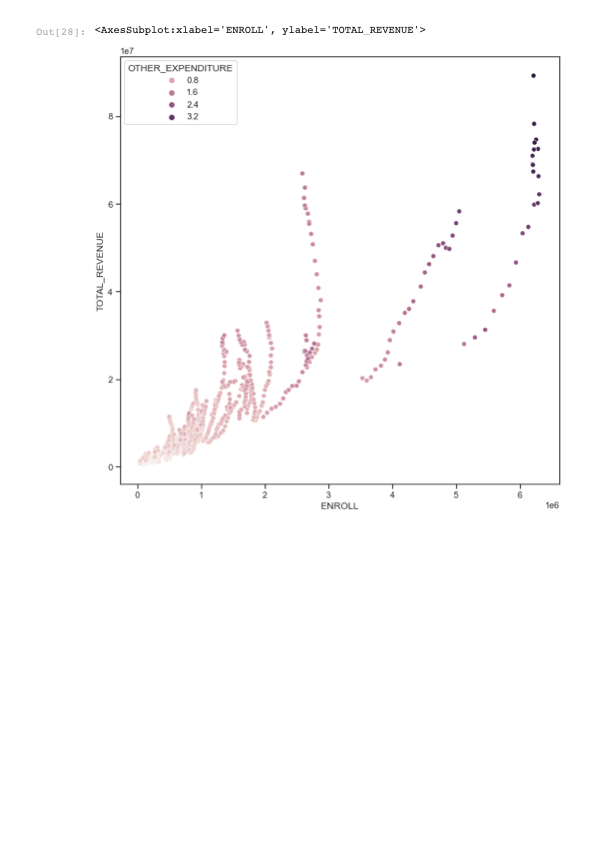 Out[28]: <AxesSubplot:xlabel='ENROLL', ylabel='TOTAL_REVENUE'>
1e7
OTHER_EXPENDITURE
0.8
1.6
2.4
3.2
8
6
4
2
0
TOTAL_REVENUE
0 1 2 3 4 5 6
ENROLL
1e6